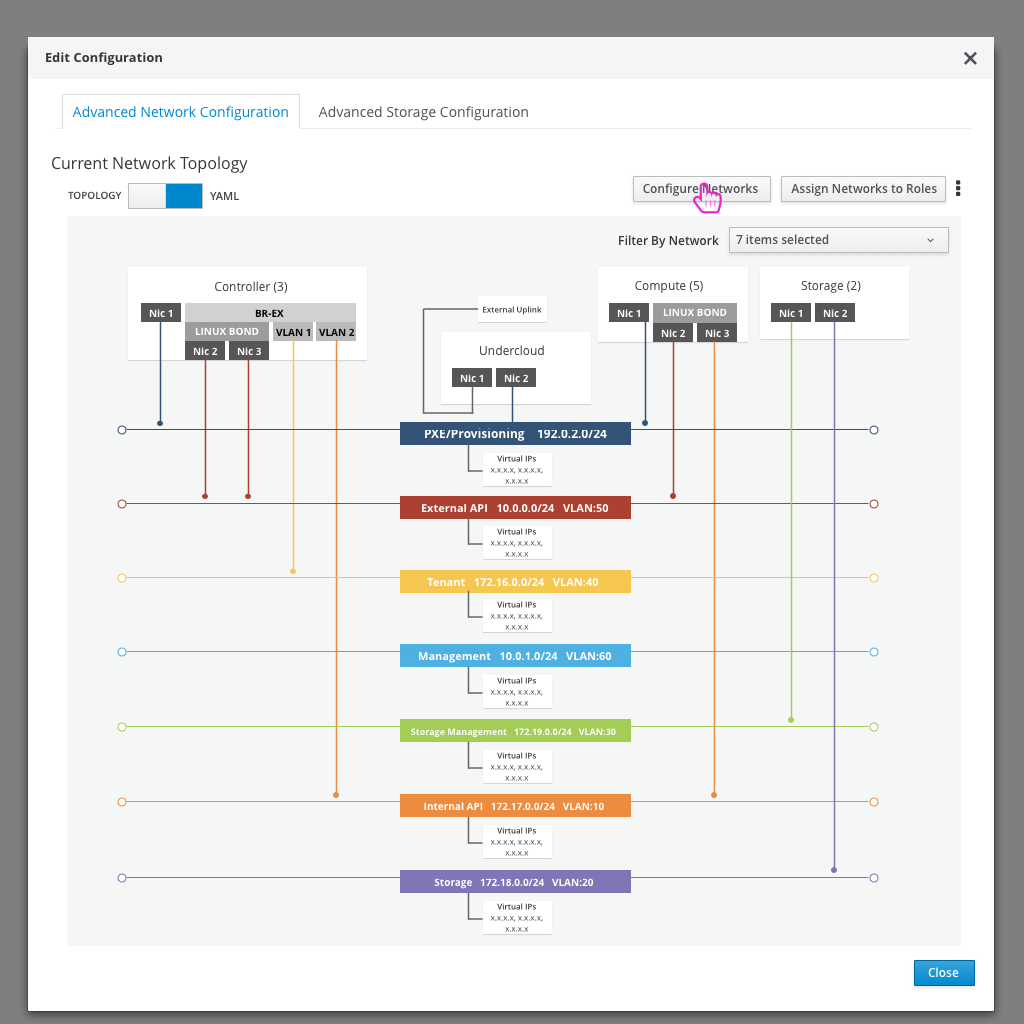 Edit Configuration
Advanced Network Configuration
Advanced Storage Configuration
Current Network Topology
TOPOLOGY
YAML
Configure Networks
Assign Networks to Roles
Filter By Network
7 items selected
Controller (3)
Nic 1
BR-EX
LINUX BOND
VLAN 1
VLAN 2
Nic 2
Nic 3
External Uplink
Undercloud
Nic 1
Nic 2
Compute (5)
Nic 1
LINUX BOND
Nic 2
Nic 3
Storage (2)
Nic 1
Nic 2
PXE/Provisioning 192.0.2.0/24
Virtual IPs
x.x.x.x, x.x.x.x,
x.x.x.x
External API 10.0.0.0/24 VLAN:50
Virtual IPs
x.x.x.x, x.x.x.x,
x.x.x.x
Tenant 172.16.0.0/24 VLAN:40
Virtual IPs
x.x.x.x, x.x.x.x,
x.x.x.x
Management 10.0.1.0/24 VLAN:60
Virtual IPs
x.x.x.x, x.x.x.x,
x.x.x.x
Storage Management 172.19.0.0/24 VLAN:30
Virtual IPs
x.x.x.x, x.x.x.x,
x.x.x.x
Internal API 172.17.0.0/24 VLAN:10
Virtual IPs
x.x.x.x, x.x.x.x,
x.x.x.x
Storage 172.18.0.0/24 VLAN:20
Virtual IPs
x.x.x.x, x.x.x.x,
x.x.x.x
Close